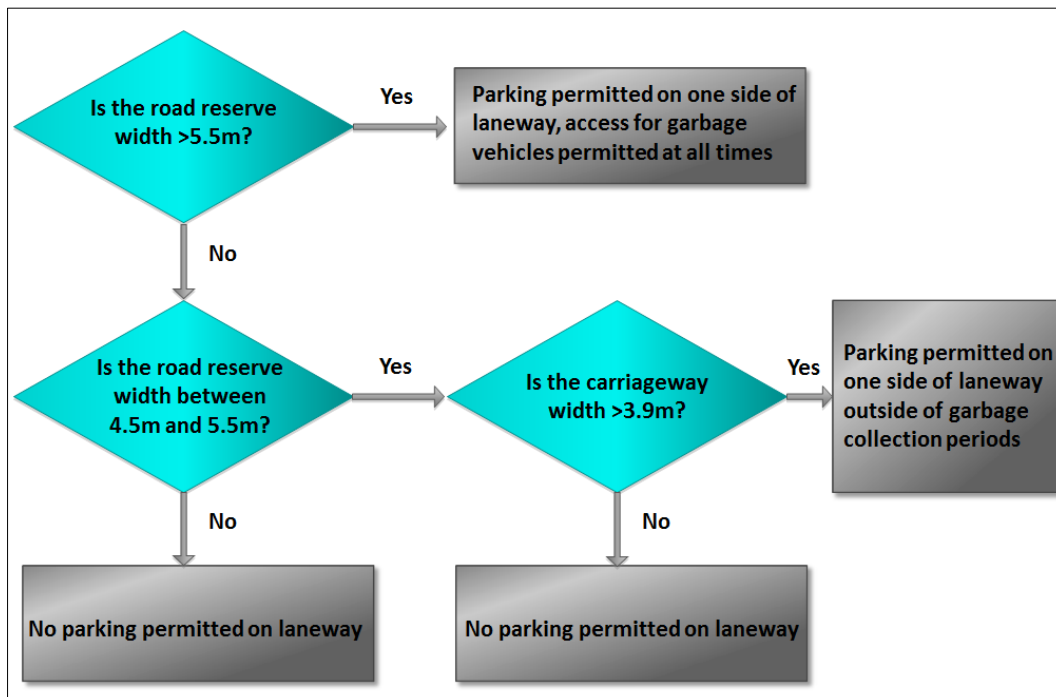 Is the road reserve
width >5.5m?
Yes
Parking permitted on one side of
laneway, access for garbage
vehicles permitted at all times
No
Is the road reserve
width between
4.5m and 5.5m?
Yes
Is the carriageway
width >3.9m?
Yes
Parking permitted on
one side of laneway
outside of garbage
collection periods
No
No
No parking permitted on laneway
No parking permitted on laneway